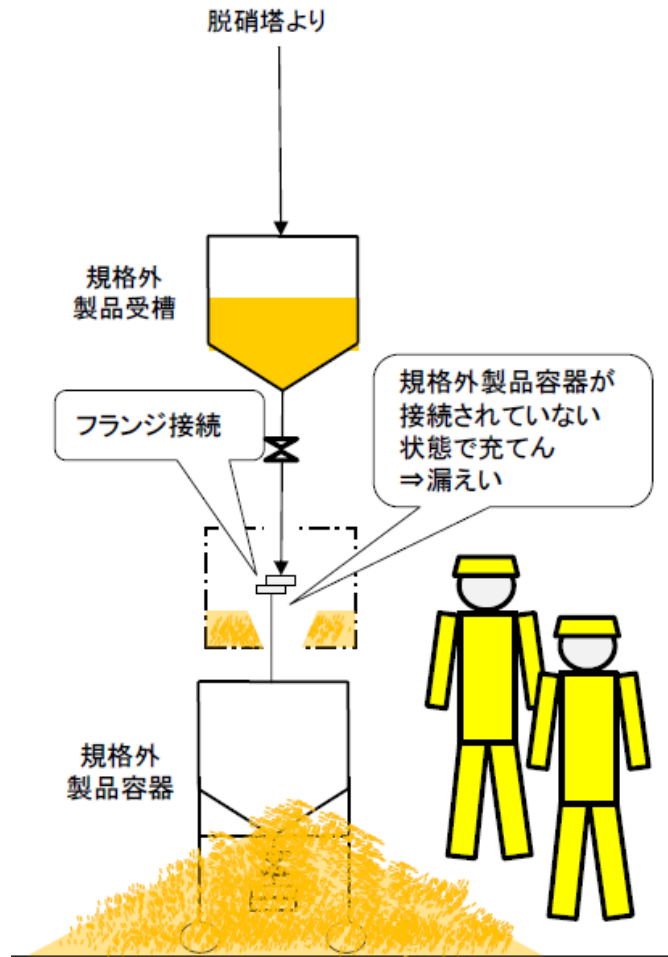 脱硝塔より
規格外
製品受槽
フランジ接続
規格外製品容器が
接続されていない
状態で充てん
⇒漏えい
規格外
製品容器